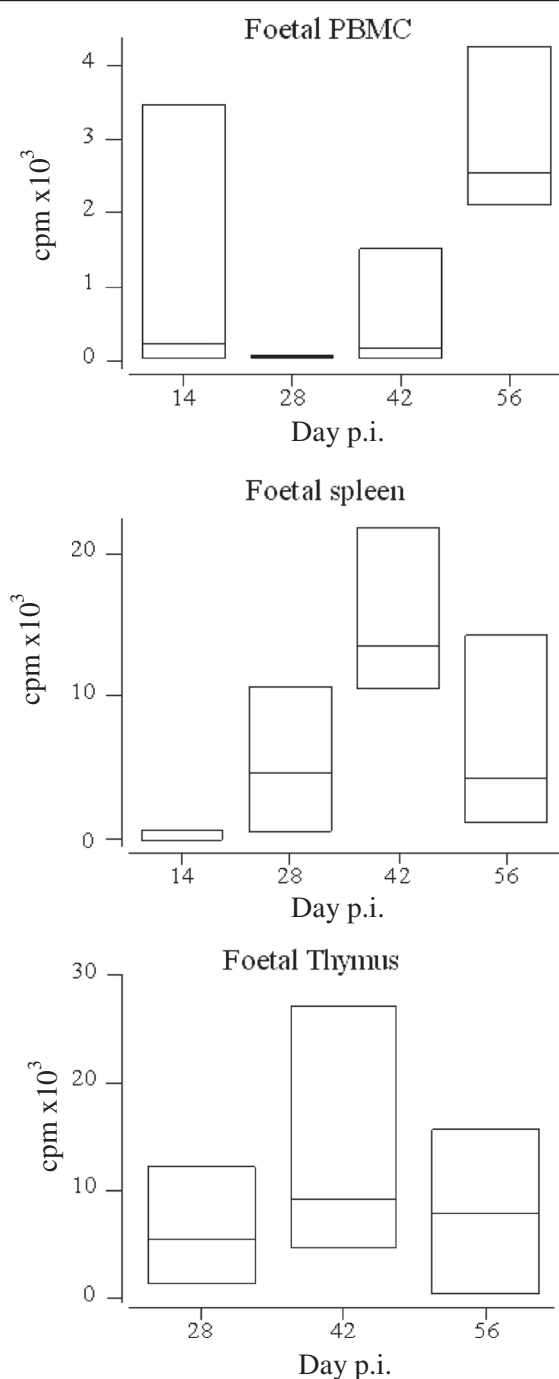 Foetal PBMC
4
3
2
1
0
cpm x10³
14 28 42 56
Day p.i.
Foetal spleen
20
10
0
cpm x10³
14 28 42 56
Day p.i.
Foetal Thymus
30
20
10
0
cpm x10³
28 42 56
Day p.i.